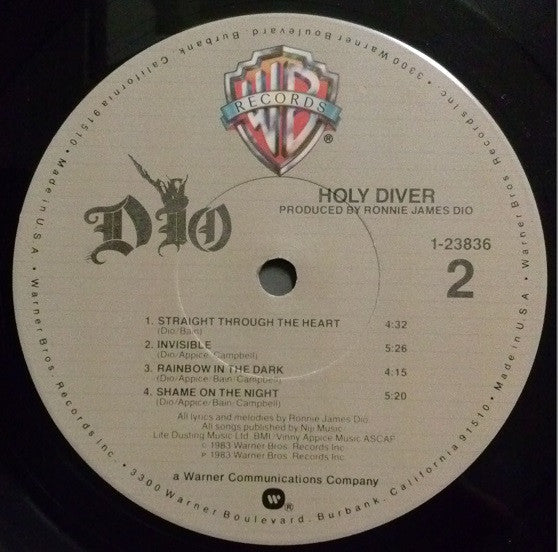 3300 Warner Boulevard, Burbank, California 91510 • Made in U.S.A. • Warner Bros. Records Inc. •
WB
RECORDS
®
DIO
HOLY DIVER
PRODUCED BY RONNIE JAMES DIO
1-23836
2
1. STRAIGHT THROUGH THE HEART 4:32
(Dio/Bain)
2. INVISIBLE 5:26
(Dio/Appice/Campbell)
3. RAINBOW IN THE DARK 4:15
(Dio/Appice/Bain/Campbell)
4. SHAME ON THE NIGHT 5:20
(Dio/Appice/Bain/Campbell)
All lyrics and melodies by Ronnie James Dio.
All songs published by Niji Music
Lite Dusting Music Ltd. BMI/Vinny Appice Music ASCAP
© 1983 Warner Bros. Records Inc.
℗ 1983 Warner Bros. Records Inc.
a Warner Communications Company
®
3300 Warner Boulevard, Burbank, California 91510 • Made in U.S.A. • Warner Bros. Records Inc. •